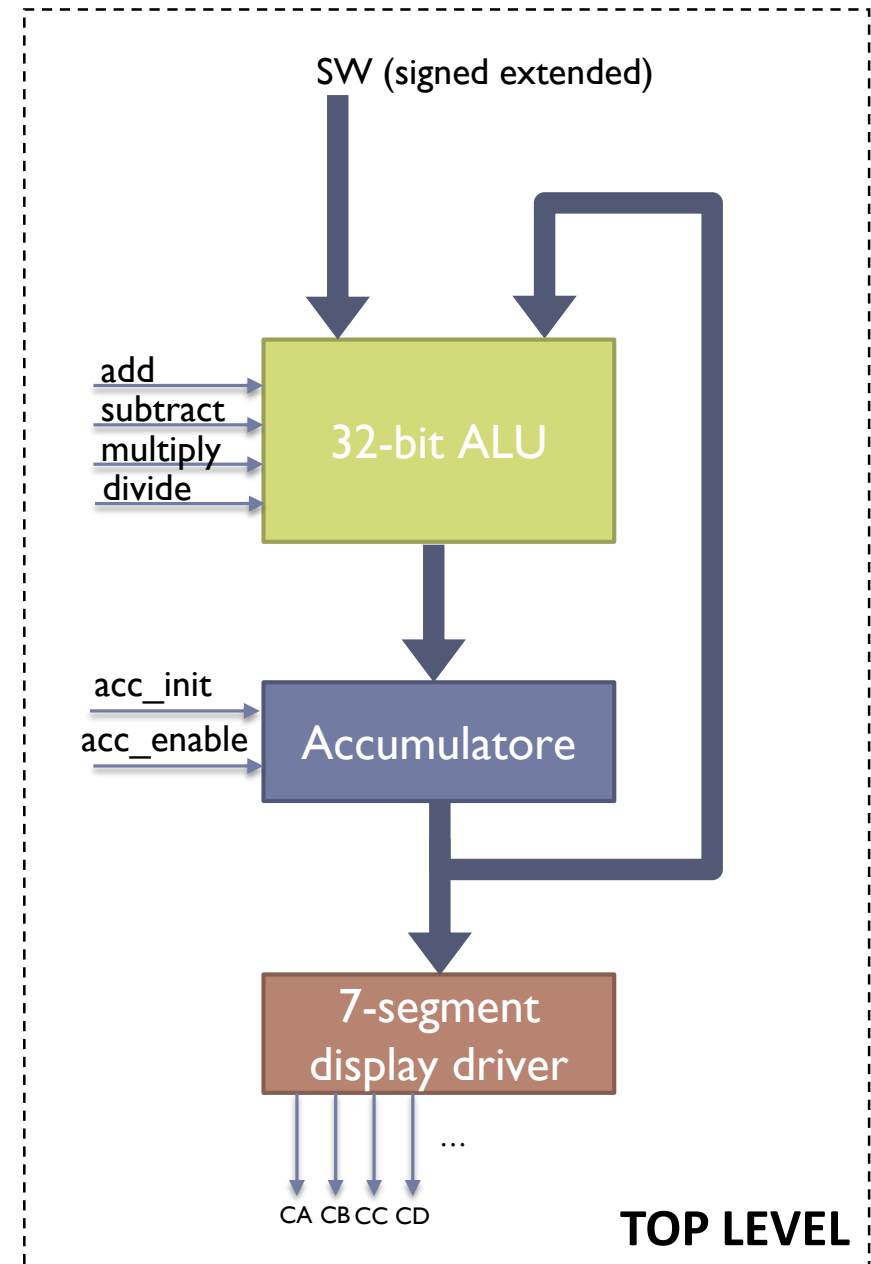 SW (signed extended)
add
subtract
multiply
divide
32-bit ALU
acc_init
acc_enable
Accumulatore
7-segment
display driver
...
CA CB CC CD
TOP LEVEL